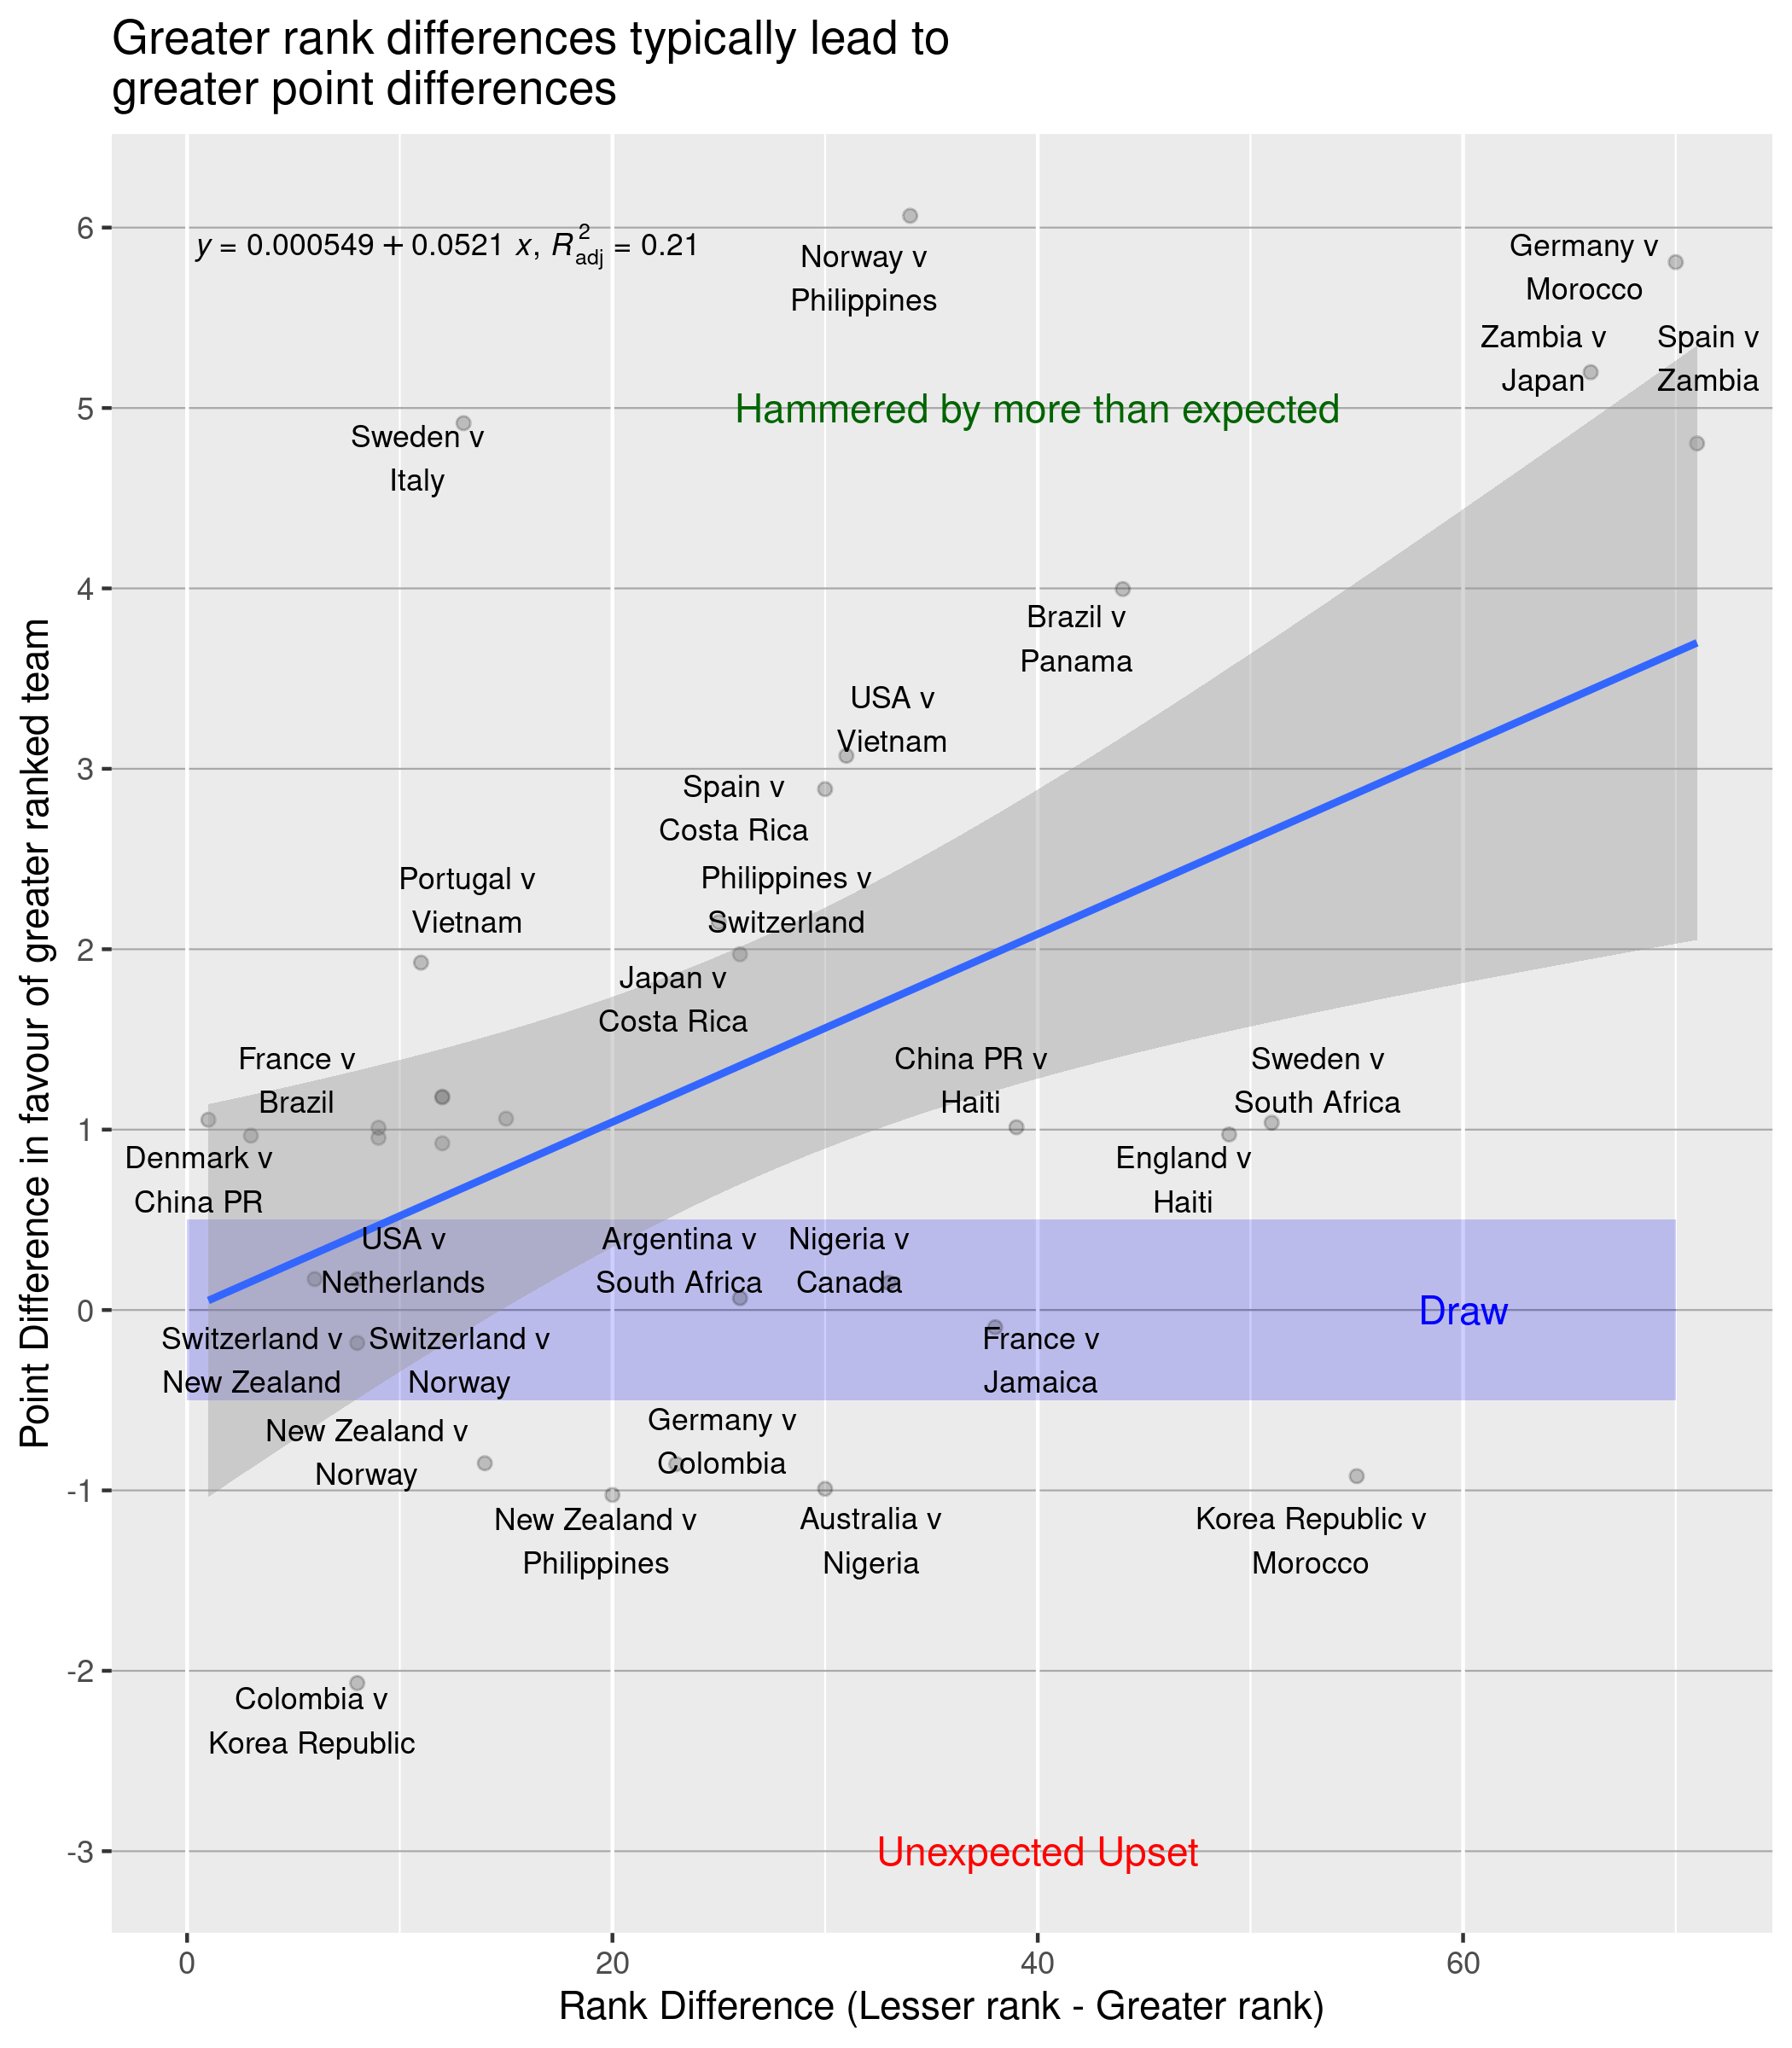 Greater rank differences typically lead to
greater point differences
y = 0.000549 + 0.0521 x, R²adj = 0.21
Norway v
Philippines
Germany v
Morocco
Zambia v
Japan
Spain v
Zambia
Hammered by more than expected
Sweden v
Italy
Brazil v
Panama
USA v
Vietnam
Spain v
Costa Rica
Portugal v
Vietnam
Philippines v
Switzerland
Japan v
Costa Rica
France v
Brazil
China PR v
Haiti
Sweden v
South Africa
Denmark v
China PR
England v
Haiti
USA v
Netherlands
Argentina v
South Africa
Nigeria v
Canada
Draw
Switzerland v
New Zealand
Switzerland v
Norway
France v
Jamaica
New Zealand v
Norway
Germany v
Colombia
New Zealand v
Philippines
Australia v
Nigeria
Korea Republic v
Morocco
Colombia v
Korea Republic
Unexpected Upset
6
5
4
3
2
1
0
-1
-2
-3
Point Difference in favour of greater ranked team
0 20 40 60
Rank Difference (Lesser rank - Greater rank)